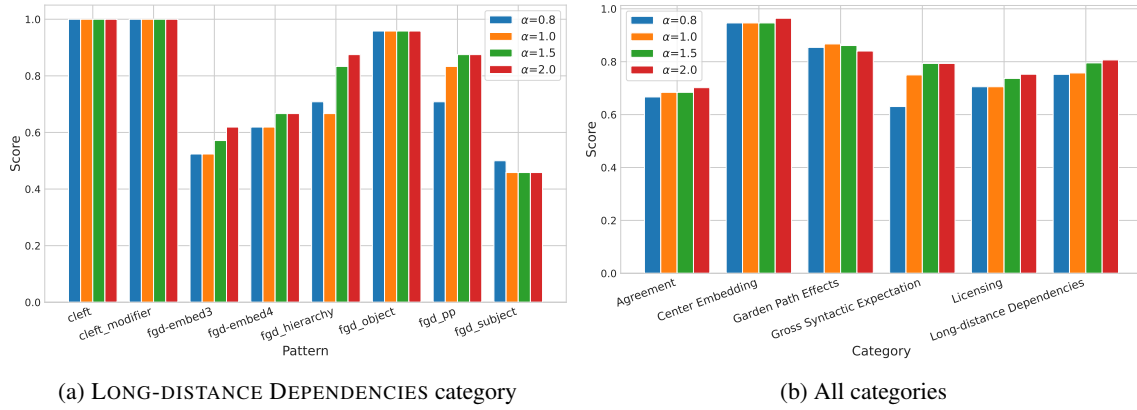 1.0
0.8
0.6
0.4
0.2
0.0
Score
α=0.8
α=1.0
α=1.5
α=2.0
cleft
cleft_modifier
fgd-embed3
fgd-embed4
fgd_hierarchy
fgd_object
fgd_pp
fgd_subject
Pattern
(a) LONG-DISTANCE DEPENDENCIES category
1.0
0.8
0.6
0.4
0.2
0.0
Score
α=0.8
α=1.0
α=1.5
α=2.0
Agreement
Center Embedding
Garden Path Effects
Gross Syntactic Expectation
Licensing
Long-distance Dependencies
Category
(b) All categories